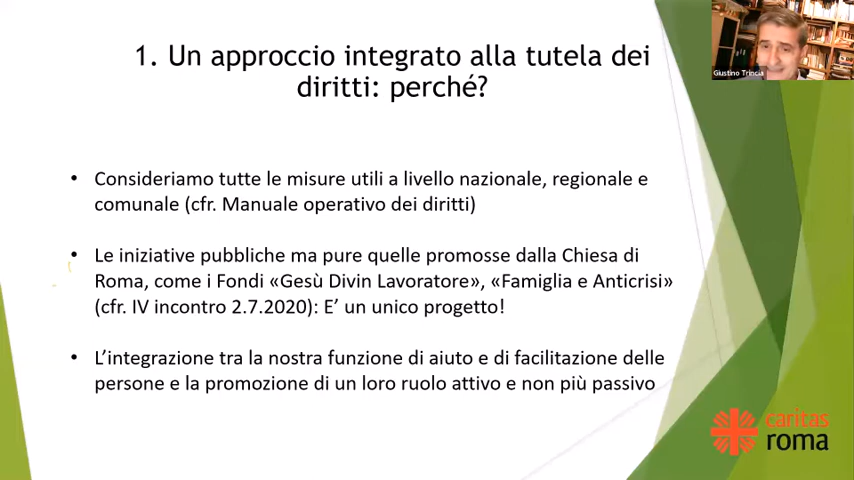 Giustino Trincia
1. Un approccio integrato alla tutela dei
diritti: perché?
• Consideriamo tutte le misure utili a livello nazionale, regionale e
comunale (cfr. Manuale operativo dei diritti)
• Le iniziative pubbliche ma pure quelle promosse dalla Chiesa di
Roma, come i Fondi «Gesù Divin Lavoratore», «Famiglia e Anticrisi»
(cfr. IV incontro 2.7.2020): E’ un unico progetto!
• L’integrazione tra la nostra funzione di aiuto e di facilitazione delle
persone e la promozione di un loro ruolo attivo e non più passivo
caritas
roma